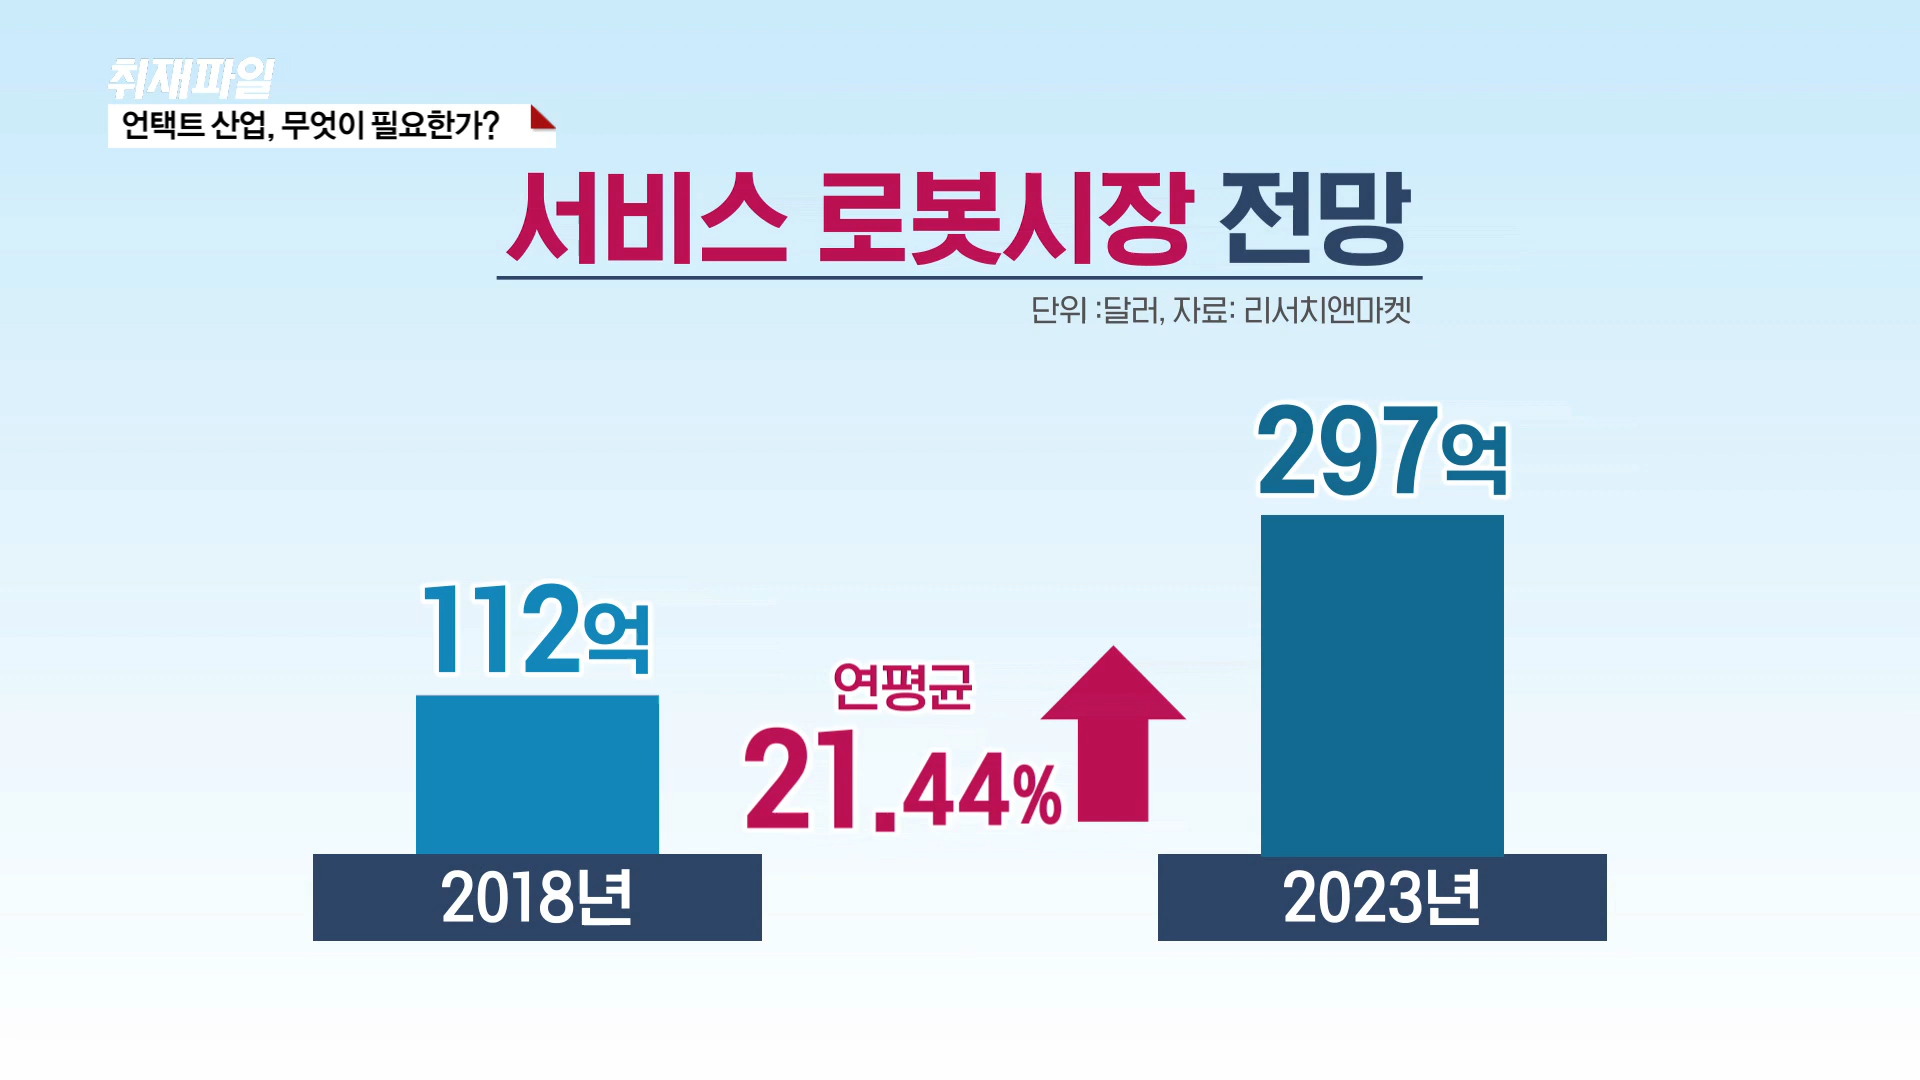 취재파일
언택트 산업, 무엇이 필요한가?
서비스 로봇시장 전망
단위 :달러, 자료: 리서치앤마켓
297억
112억
연평균
21.44%
2018년
2023년